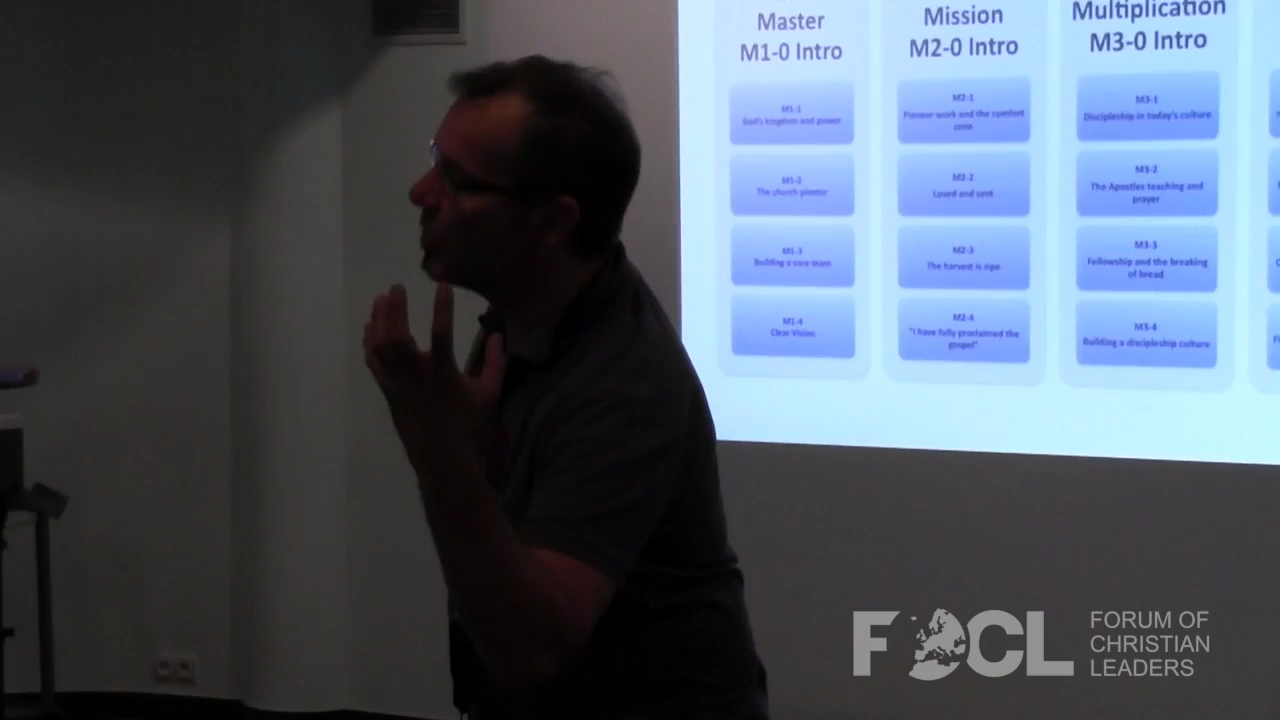 Master
M1-0 Intro
M1-1
God's kingdom and power
M1-2
The church planter
M1-3
Building a core team
M1-4
Clear Vision
Mission
M2-0 Intro
M2-1
Pioneer work and the comfort
zone
M2-2
Loved and sent
M2-3
The harvest is ripe
M2-4
"I have fully proclaimed the
gospel"
Multiplication
M3-0 Intro
M3-1
Discipleship in today's culture
M3-2
The Apostles teaching and
prayer
M3-3
Fellowship and the breaking
of bread
M3-4
Building a discipleship culture
FOCL
FORUM OF
CHRISTIAN
LEADERS